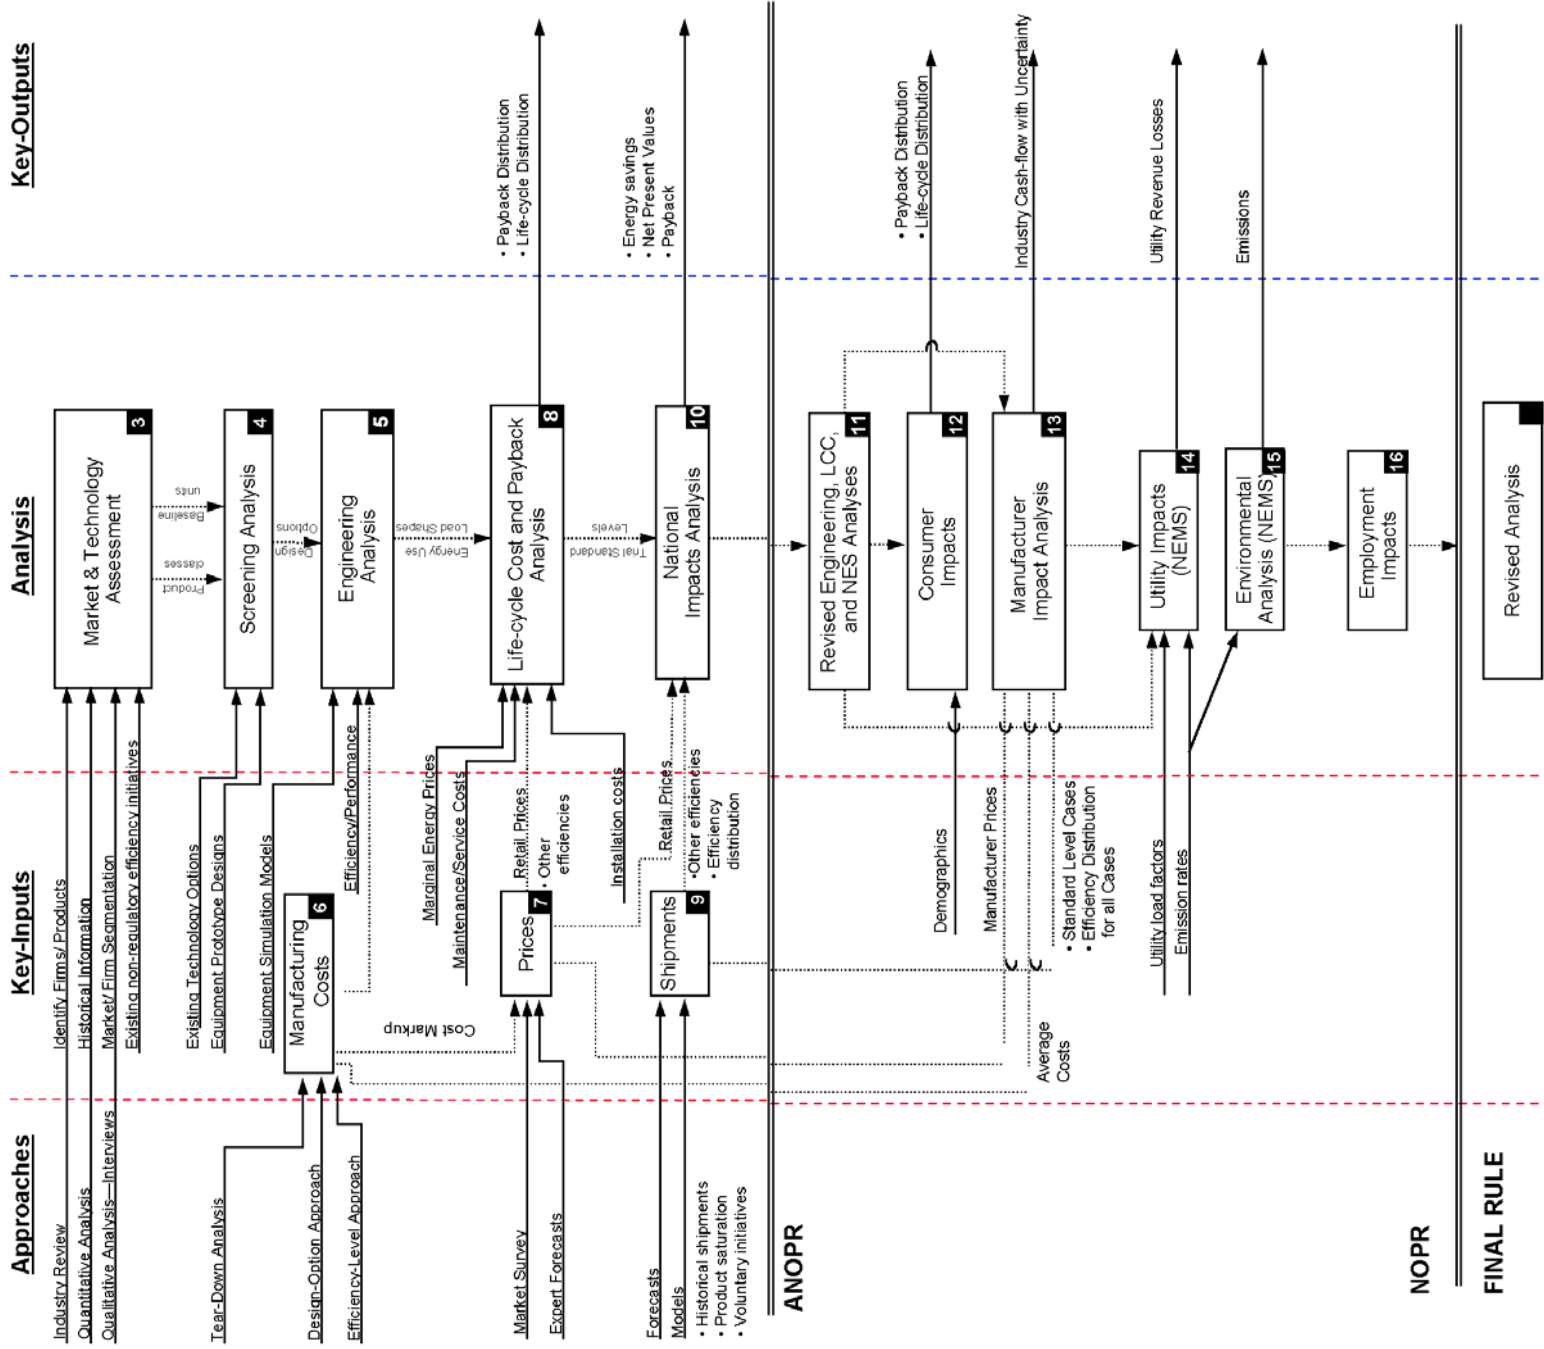 Approaches
Key-Inputs
Analysis
Key-Outputs
Industry Review
Identify Firms/ Products
Quantitative Analysis
Historical Information
Qualitative Analysis—Interviews
Market/ Firm Segmentation
Existing non-regulatory efficiency initiatives
Market & Technology
Assessment
3
Product
classes
Baseline
units
Existing Technology Options
Equipment Prototype Designs
Screening Analysis
4
Design
Options
Equipment Simulation Models
Tear-Down Analysis
Design-Option Approach
Efficiency-Level Approach
Manufacturing
Costs
6
Efficiency/Performance
Engineering
Analysis
5
Cost Markup
Energy Use
Load Shapes
Marginal Energy Prices
Maintenance/Service Costs
Market Survey
Expert Forecasts
Prices
7
Retail Prices
• Other
efficiencies
Installation costs
Life-cycle Cost and Payback
Analysis
8
• Payback Distribution
• Life-cycle Distribution
Trial Standard
Levels
Forecasts
Models
• Historical shipments
• Product saturation
• Voluntary initiatives
Shipments
9
Retail Prices
•Other efficiencies
• Efficiency
distribution
National
Impacts Analysis
10
• Energy savings
• Net Present Values
• Payback
ANOPR
Revised Engineering, LCC,
and NES Analyses
11
Demographics
Consumer
Impacts
12
• Payback Distribution
• Life-cycle Distribution
Manufacturer Prices
Average
Costs
• Standard Level Cases
• Efficiency Distribution
for all Cases
Manufacturer
Impact Analysis
13
Industry Cash-flow with Uncertainty
Utility load factors
Emission rates
Utility Impacts
(NEMS)
14
Utility Revenue Losses
Environmental
Analysis (NEMS)
15
Emissions
Employment
Impacts
16
NOPR
FINAL RULE
Revised Analysis